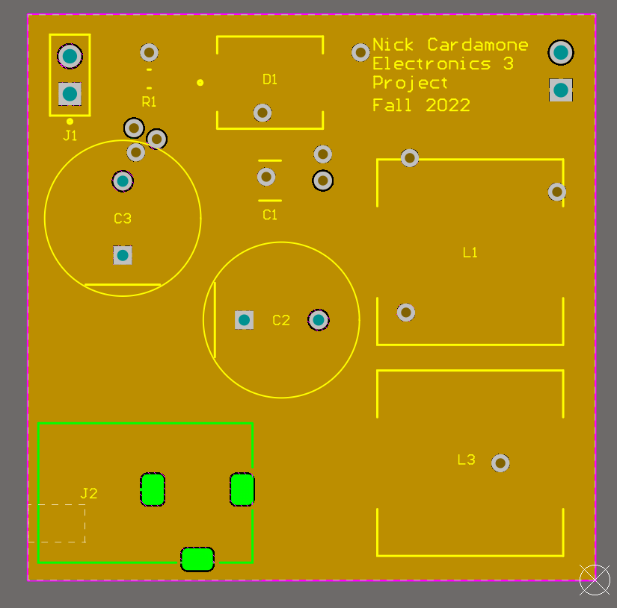 Nick Cardamone
Electronics 3
Project
Fall 2022
D1
R1
J1
C3
C1
L1
C2
L3
J2